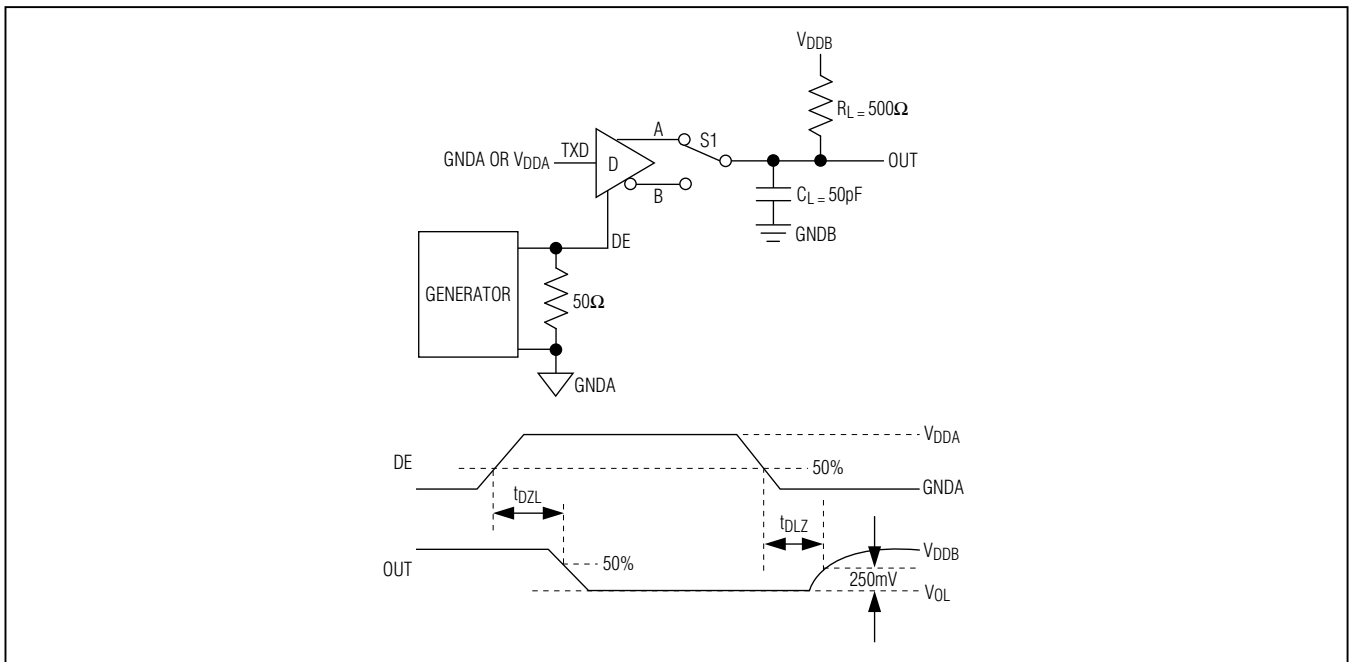 VDDB
RL = 500Ω
A
S1
TXD
GNDA OR VDDA
D
OUT
B
CL = 50pF
GNDB
DE
GENERATOR
50Ω
GNDA
VDDA
DE
50%
GNDA
tDZL
tDLZ
VDDB
OUT
50%
250mV
VOL